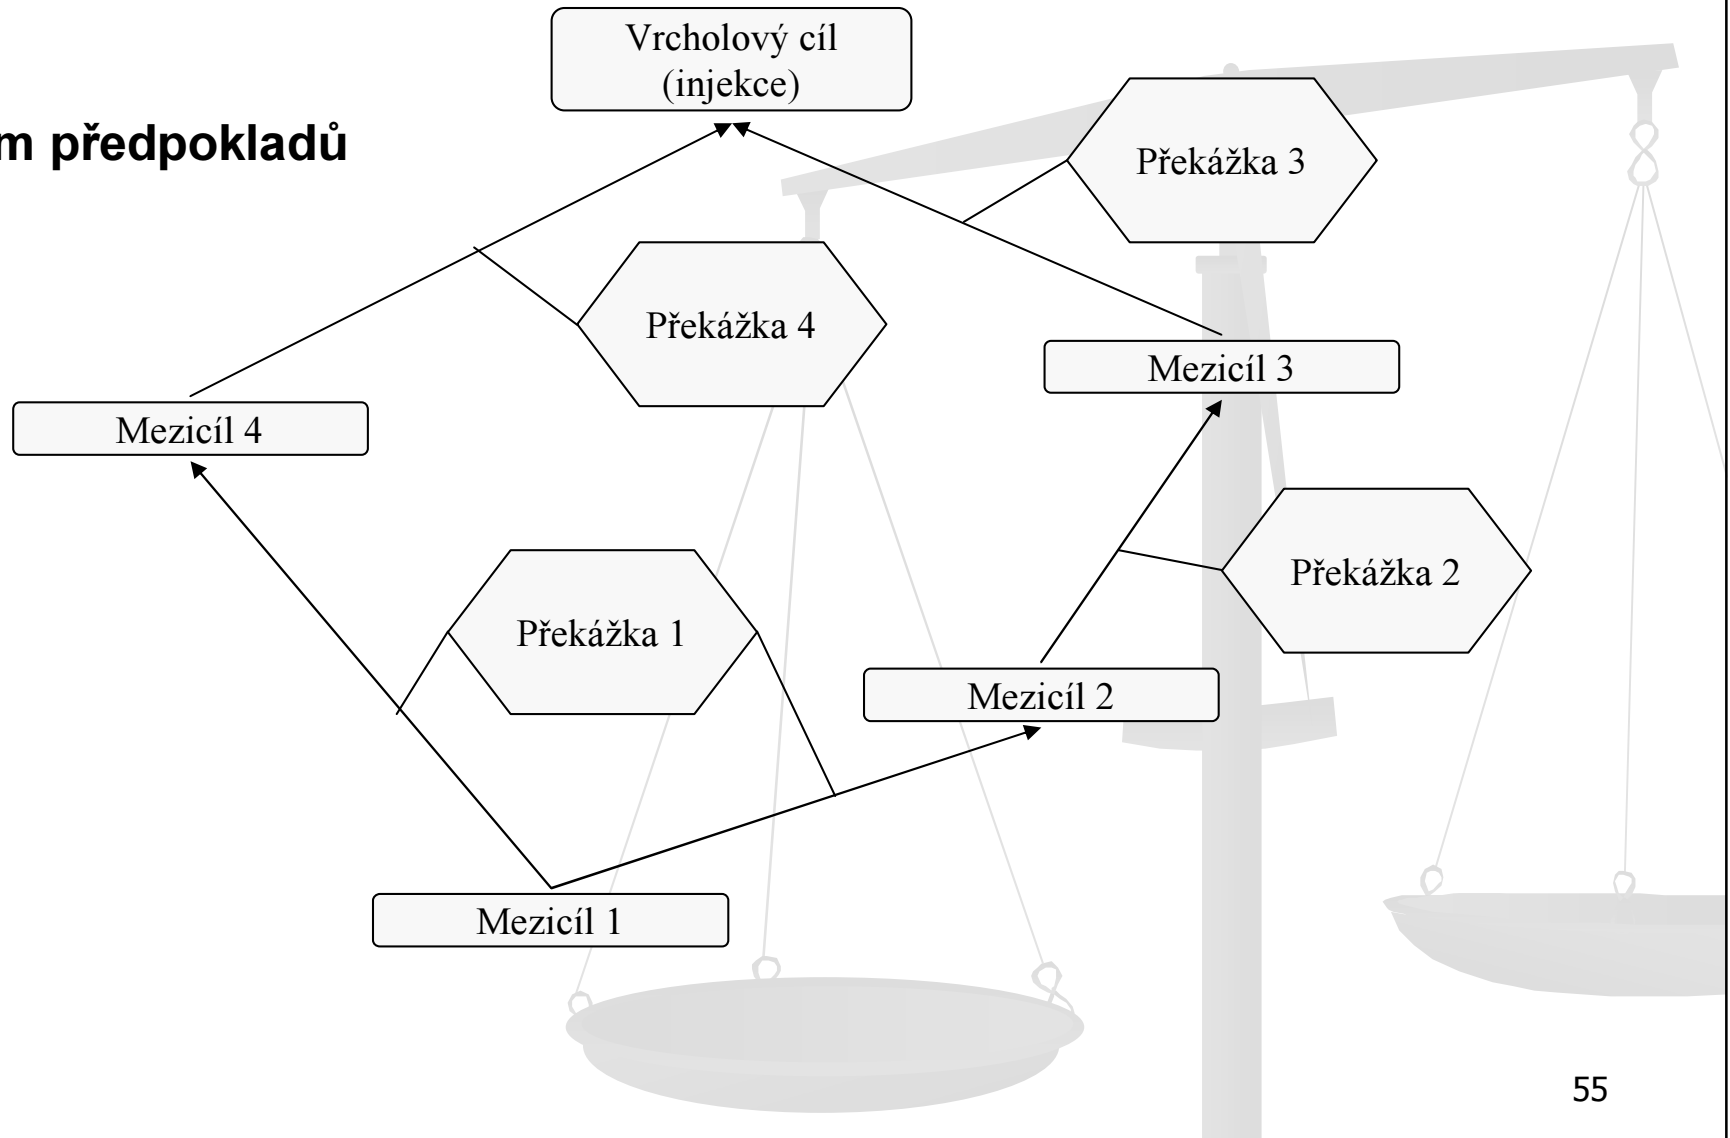 Vrcholový cíl
(injekce)
m předpokladů
Překážka 3
Překážka 4
Mezicíl 3
Mezicíl 4
Překážka 2
Překážka 1
Mezicíl 2
Mezicíl 1
55